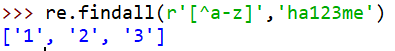 >>> re.findall(r'[^a-z]','ha123me')
['1', '2', '3']